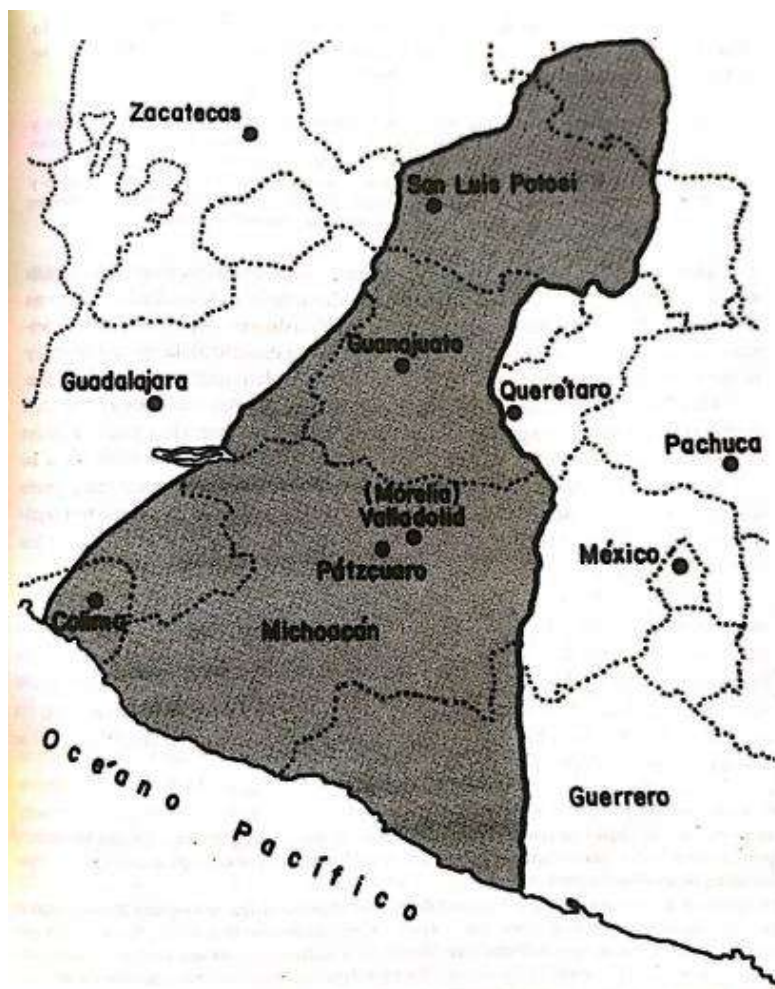 Zacatecas
San Luis Potosí
Guanajuato
Guadalajara
Querétaro
Pachuca
(Morelia)
Valladolid
Pátzcuaro
México
Colima
Michoacán
Guerrero
Océano Pacífico